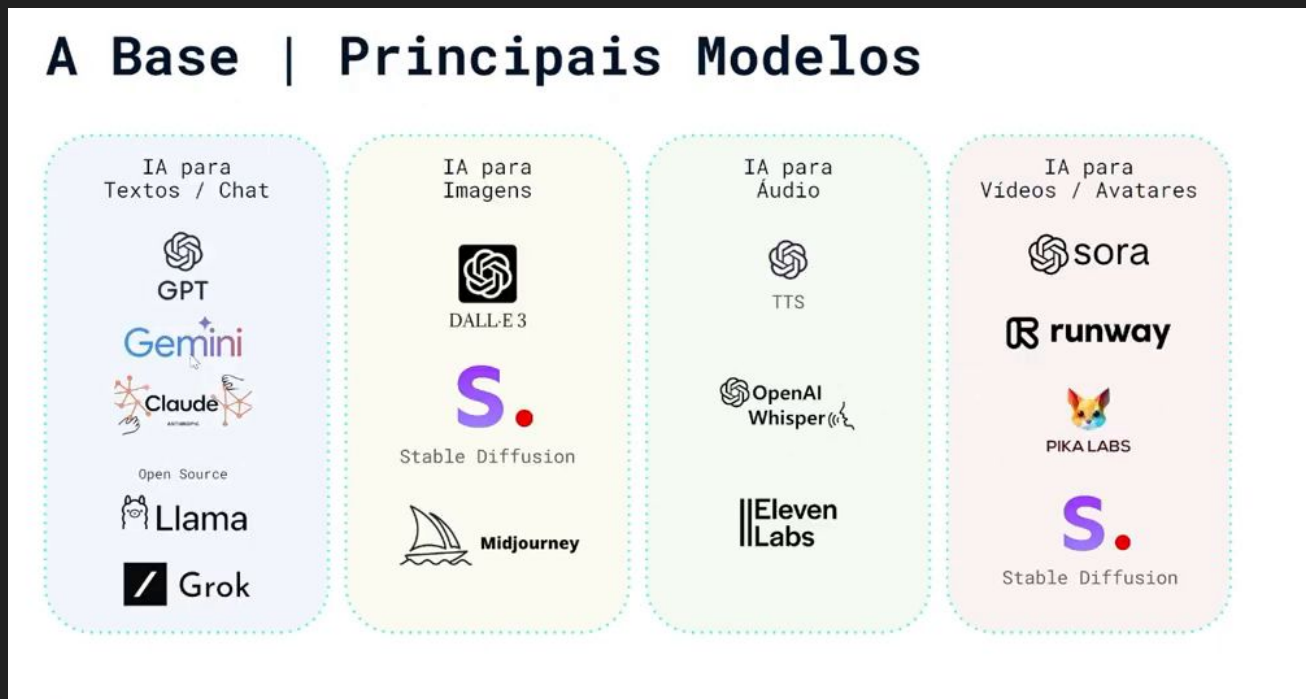 A Base | Principais Modelos
IA para
Textos / Chat
GPT
Gemini
Claude
ANTHROPIC
Open Source
Llama
Grok
IA para
Imagens
DALL·E 3
S.
Stable Diffusion
Midjourney
IA para
Áudio
TTS
OpenAI
Whisper
||Eleven
Labs
IA para
Vídeos / Avatares
sora
runway
PIKA LABS
S.
Stable Diffusion